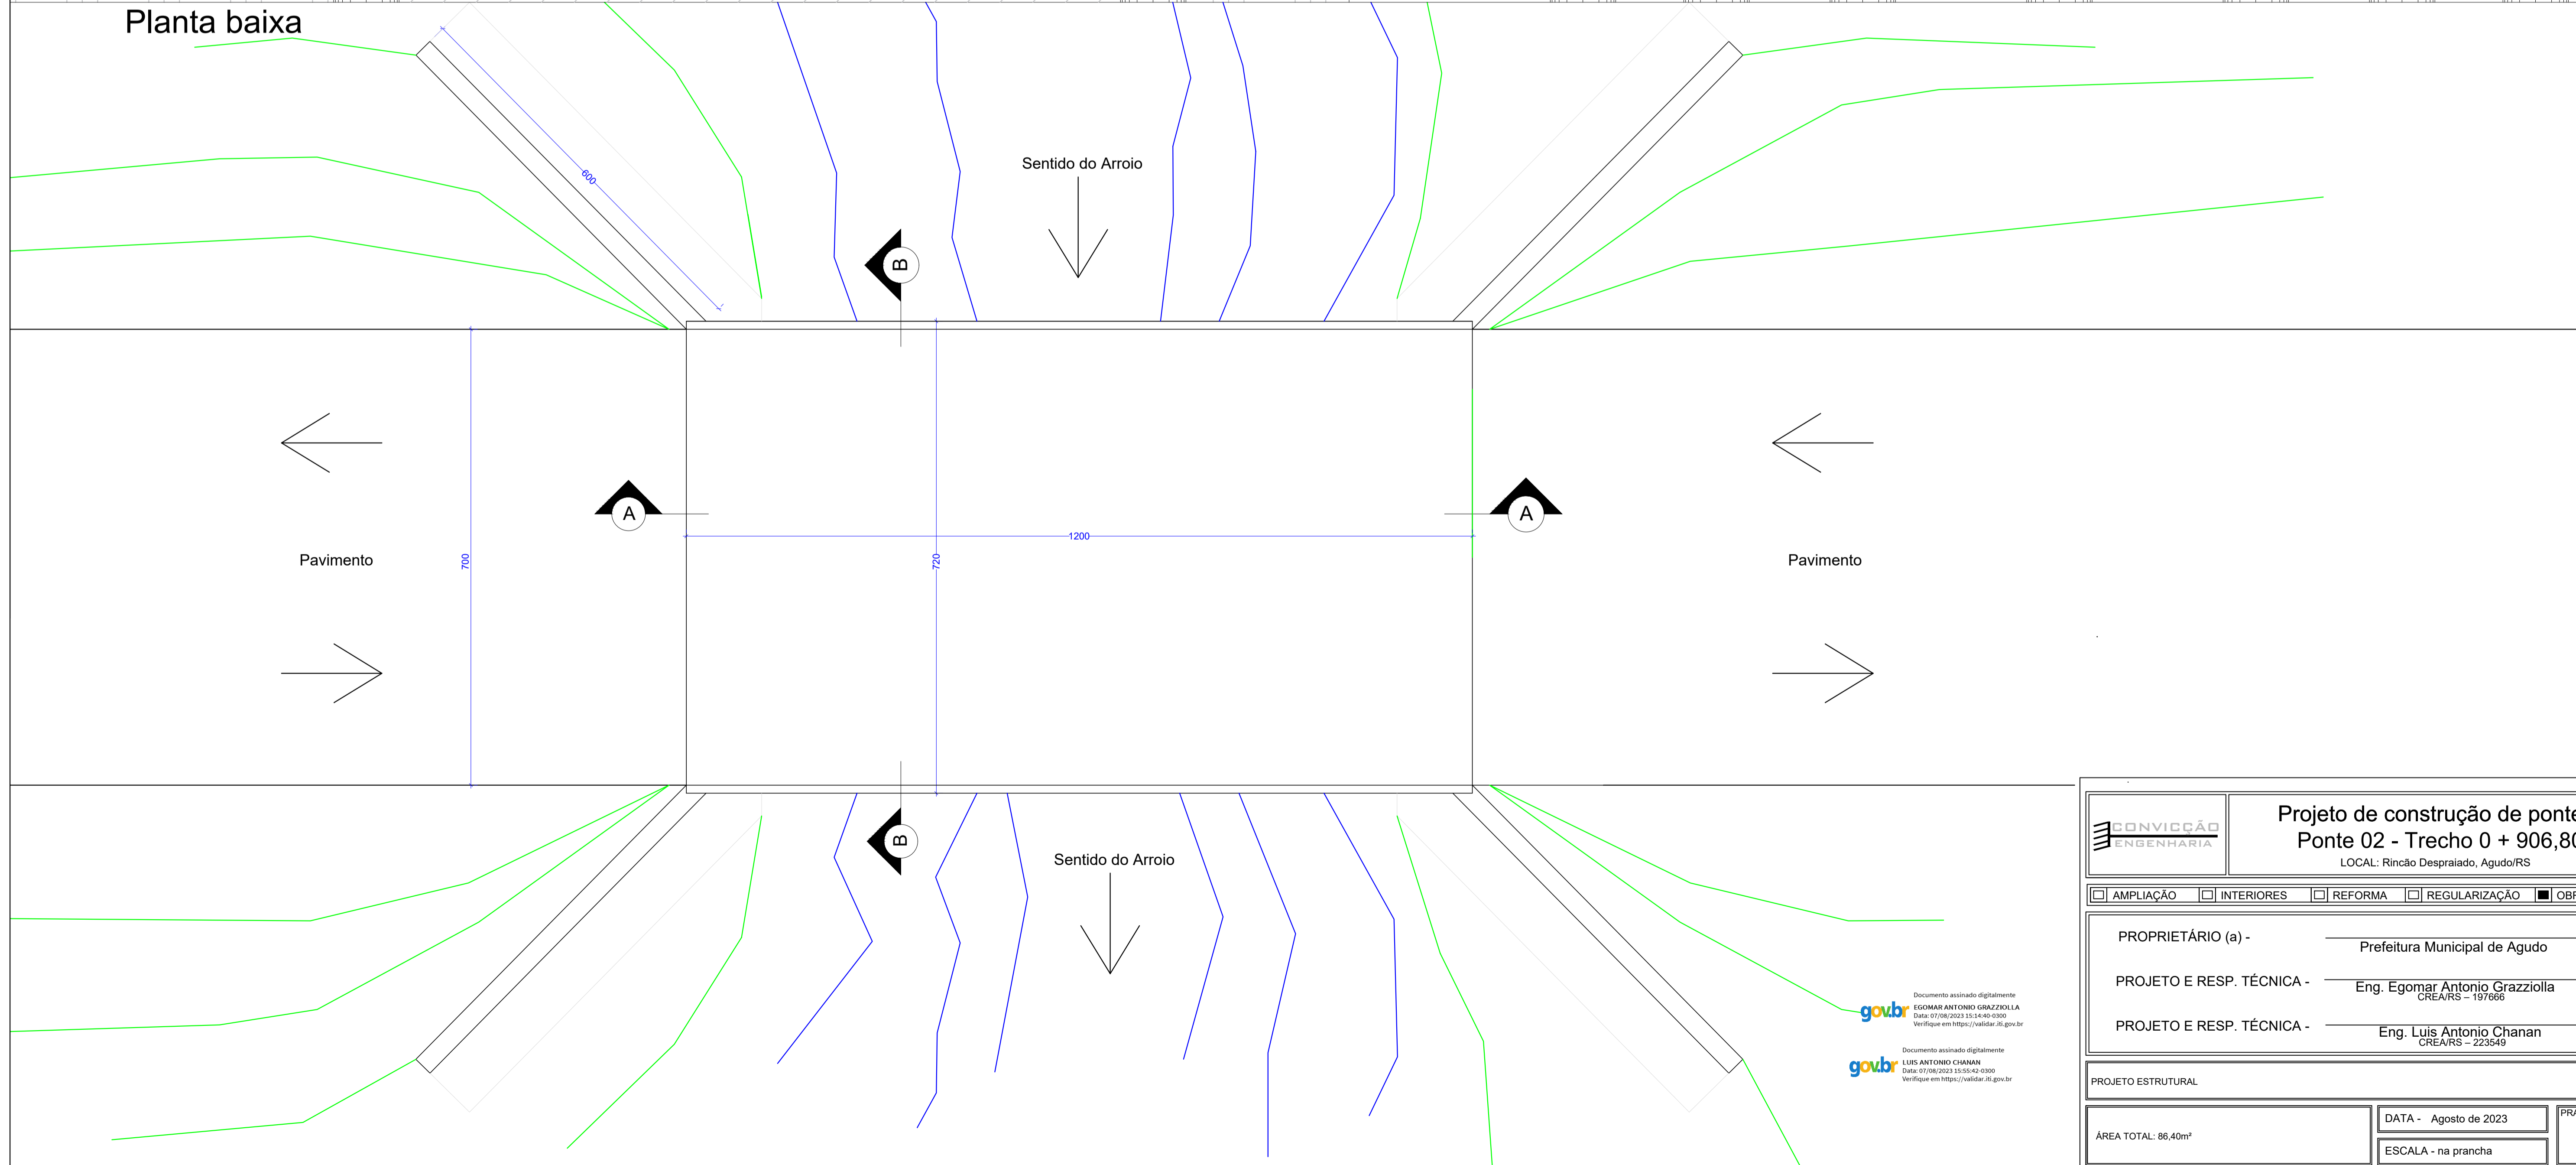 Planta baixa
600
Sentido do Arroio
B
A
A
1200
700
720
Pavimento
Pavimento
B
Sentido do Arroio
Documento assinado digitalmente
gov.br
EGOMAR ANTONIO GRAZZIOLLA
Data: 07/08/2023 15:14:40-0300
Verifique em https://validar.iti.gov.br
Documento assinado digitalmente
gov.br
LUIS ANTONIO CHANAN
Data: 07/08/2023 15:55:42-0300
Verifique em https://validar.iti.gov.br
CONVICÇÃO
ENGENHARIA
Projeto de construção de ponte
Ponte 02 - Trecho 0 + 906,80
LOCAL: Rincão Despraiado, Agudo/RS
AMPLIAÇÃO INTERIORES REFORMA REGULARIZAÇÃO
PROPRIETÁRIO (a) -
Prefeitura Municipal de Agudo
PROJETO E RESP. TÉCNICA -
Eng. Egomar Antonio Grazziolla
CREA/RS – 197666
PROJETO E RESP. TÉCNICA -
Eng. Luis Antonio Chanan
CREA/RS – 223549
PROJETO ESTRUTURAL
ÁREA TOTAL: 86,40m²
DATA - Agosto de 2023
ESCALA - na prancha